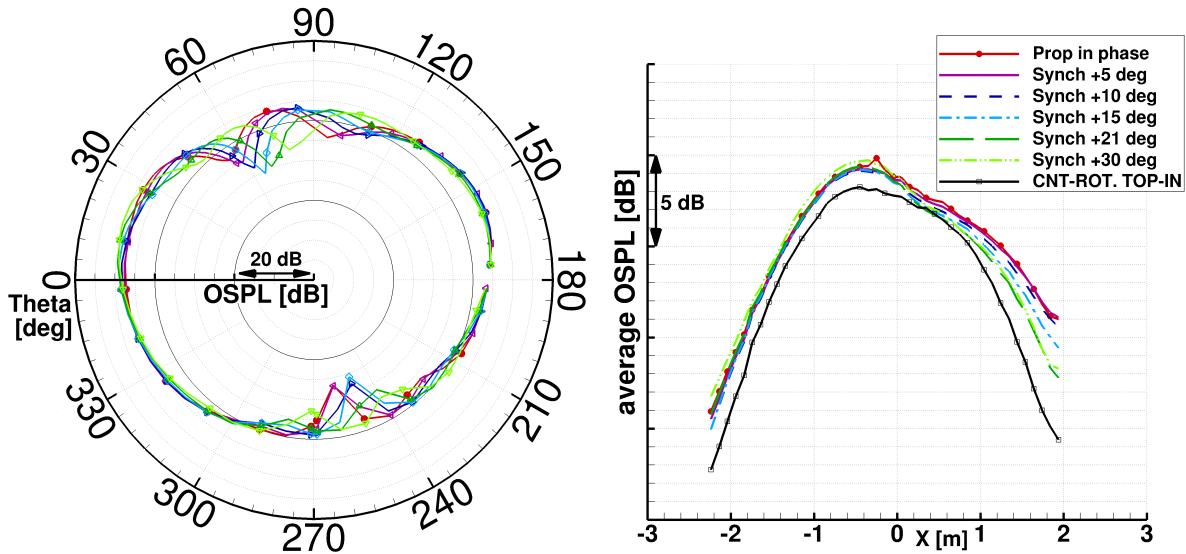 90
60
120
30
150
0
180
20 dB
OSPL [dB]
Theta
[deg]
330
210
300
240
270
Prop in phase
Synch +5 deg
Synch +10 deg
Synch +15 deg
Synch +21 deg
Synch +30 deg
CNT-ROT. TOP-IN
5 dB
average OSPL [dB]
-3
-2
-1
0
1
2
3
X [m]